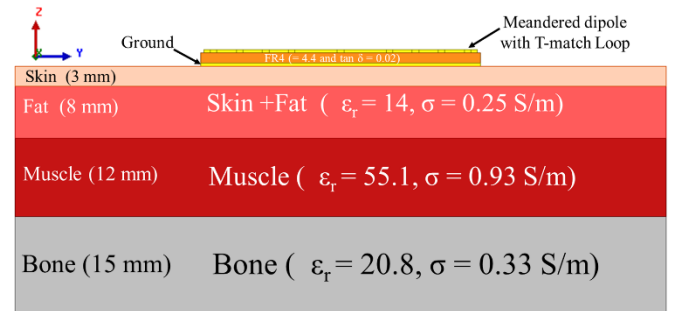 Z
X
Y
Ground
Meandered dipole
with T-match Loop
FR4 (= 4.4 and tan δ = 0.02)
Skin (3 mm)
Fat (8 mm)
Skin +Fat ( εr = 14, σ = 0.25 S/m)
Muscle (12 mm)
Muscle ( εr = 55.1, σ = 0.93 S/m)
Bone (15 mm)
Bone ( εr = 20.8, σ = 0.33 S/m)